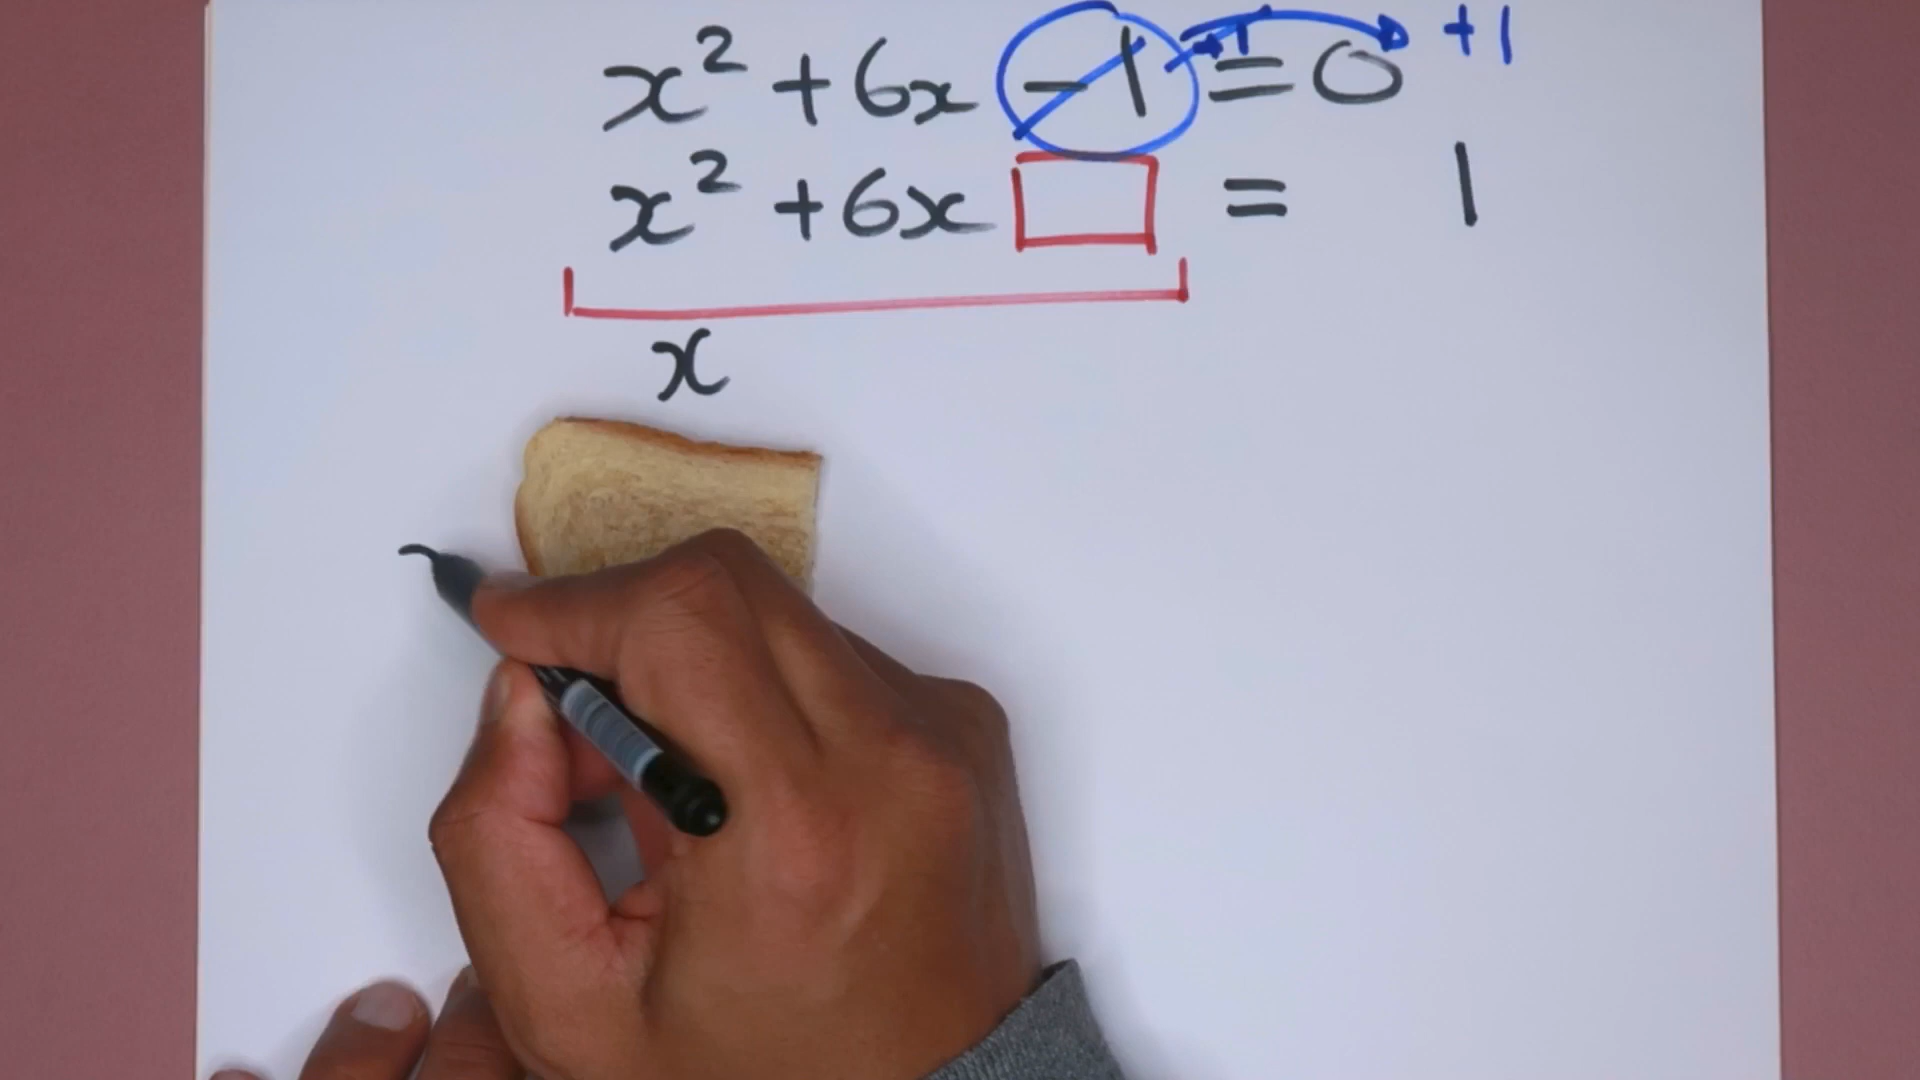 x² + 6x - 1 +1 = 0 +1
x² + 6x = 1
x